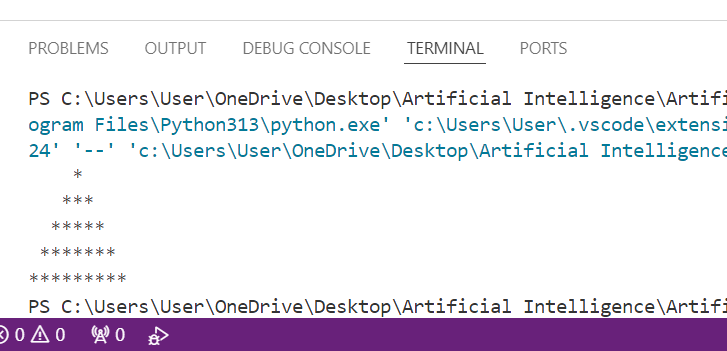 PROBLEMS OUTPUT DEBUG CONSOLE TERMINAL PORTS
PS C:\Users\User\OneDrive\Desktop\Artificial Intelligence\Artifi
ogram Files\Python313\python.exe' 'c:\Users\User\.vscode\extensi
24' '--' 'c:\Users\User\OneDrive\Desktop\Artificial Intelligence
    *
   ***
  *****
 *******
*********
PS C:\Users\User\OneDrive\Desktop\Artificial Intelligence\Artifi
0 0 0